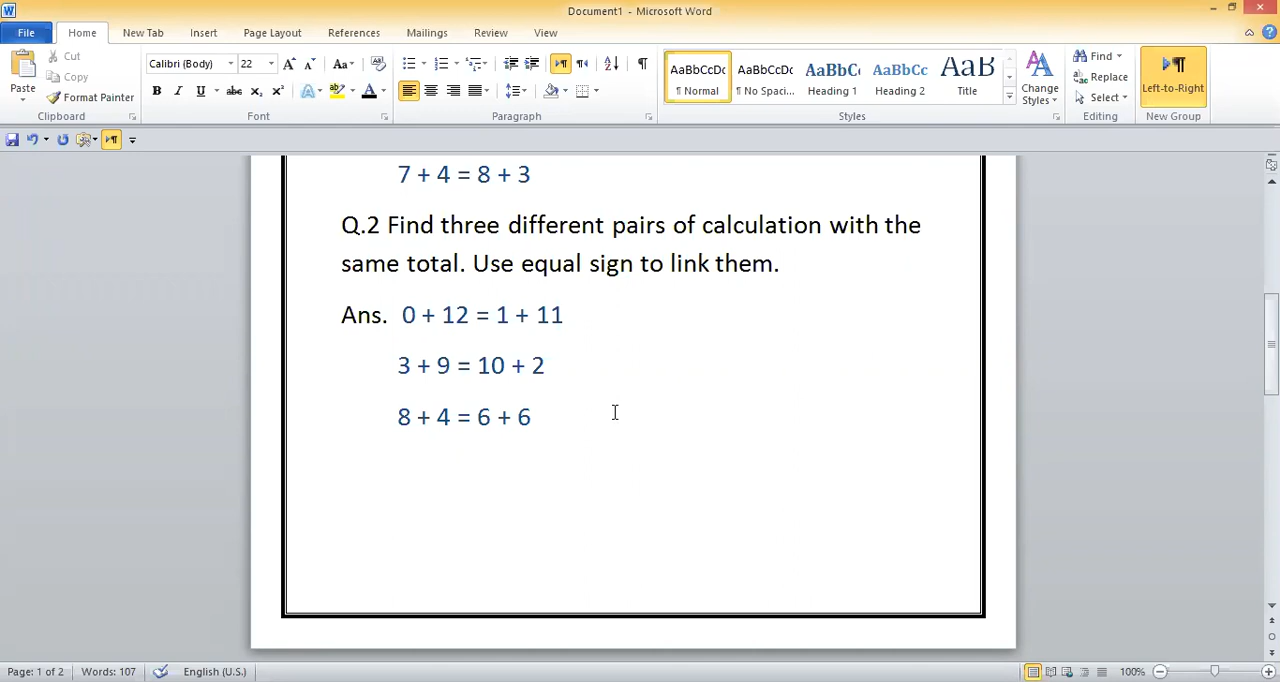 Document1 - Microsoft Word
File Home New Tab Insert Page Layout References Mailings Review View
Cut
Copy
Paste
Format Painter
Clipboard
Calibri (Body) 22
Font
Paragraph
AaBbCcDc AaBbCcDc AaBbC AaBbCc AaB
¶ Normal ¶ No Spaci... Heading 1 Heading 2 Title
Change
Styles
Styles
Find
Replace
Select
Editing
Left-to-Right
New Group
7 + 4 = 8 + 3
Q.2 Find three different pairs of calculation with the
same total. Use equal sign to link them.
Ans. 0 + 12 = 1 + 11
3 + 9 = 10 + 2
8 + 4 = 6 + 6
Page: 1 of 2 Words: 107 English (U.S.) 100%